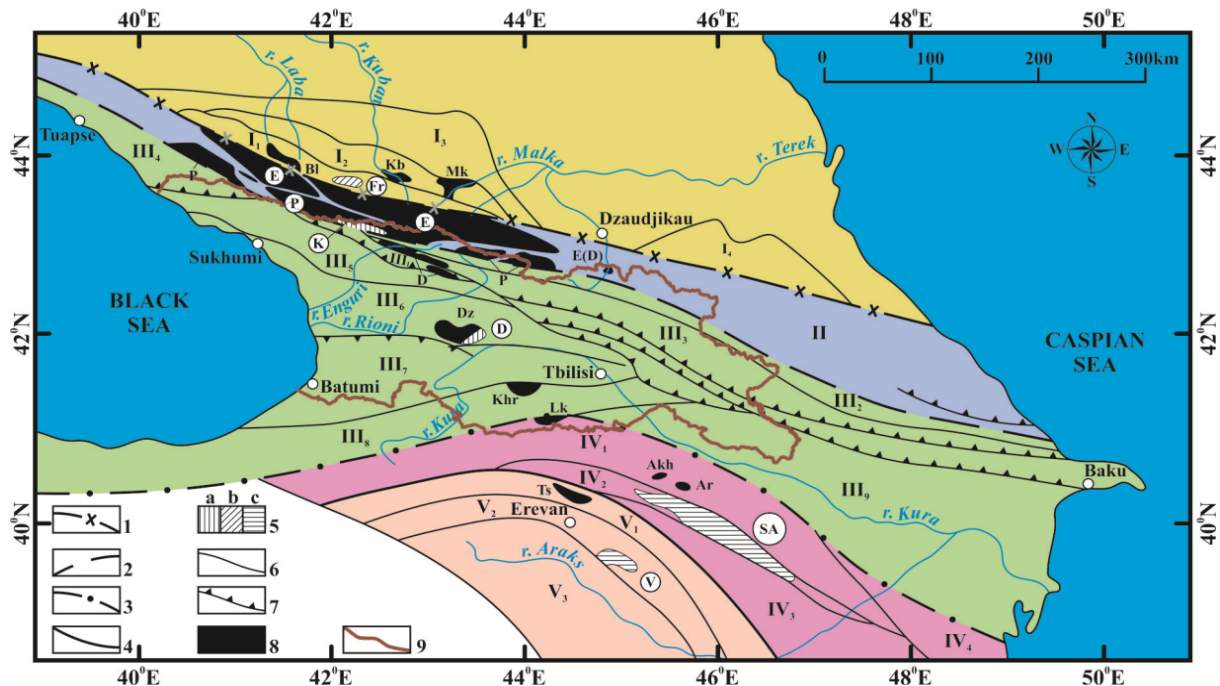 40°E 42°E 44°E 46°E 48°E 50°E
0 100 200 300km
r. Laba
r. Kuban
N
W E
S
Tuapse
44°N
44°N
I₁
I₂
I₃
r. Malka
r. Terek
III₄
Bl
Kb
Mk
E
Fr
P
P
E
Dzaudjikau
I₄
Sukhumi
K
III₅
III₁
E(D)
D
P
BLACK
SEA
r. Enguri
III₆
r. Rioni
II
III₃
CASPIAN
SEA
42°N
42°N
Dz
D
III₇
Batumi
Tbilisi
Khr
III₂
r. Kura
Lk
III₈
IV₁
Baku
IV₂
Akh
Ar
III₉
40°N
40°N
Ts
Erevan
V₂
V₁
SA
r. Kura
r. Araks
V
V₃
IV₃
IV₄
1
a b c
5
2
6
3
7
4
8
9
40°E 42°E 44°E 46°E 48°E 50°E